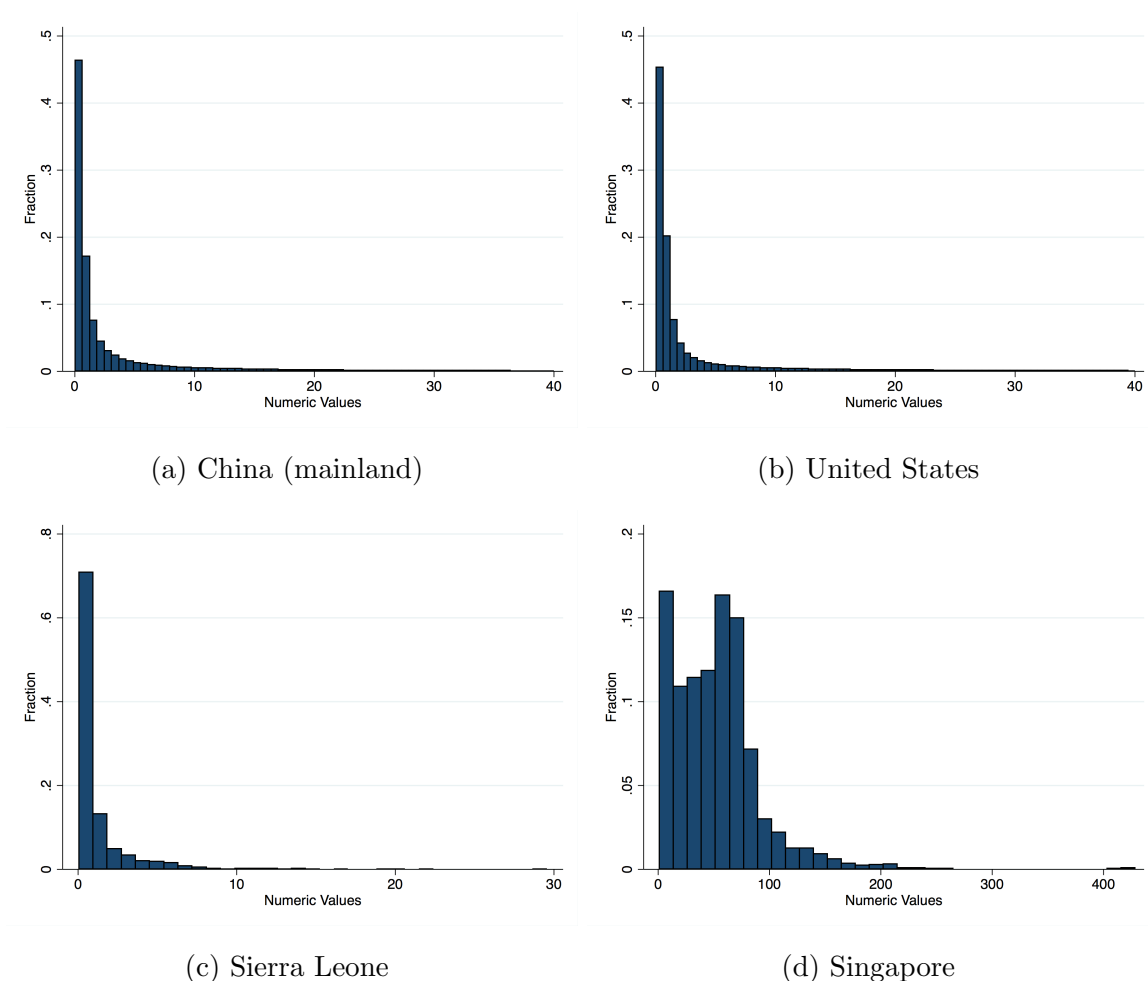 .5
.4
.3
.2
.1
0
Fraction
0 10 20 30 40
Numeric Values
(a) China (mainland)
.5
.4
.3
.2
.1
0
Fraction
0 10 20 30 40
Numeric Values
(b) United States
.8
.6
.4
.2
0
Fraction
0 10 20 30
Numeric Values
(c) Sierra Leone
.2
.15
.1
.05
0
Fraction
0 100 200 300 400
Numeric Values
(d) Singapore